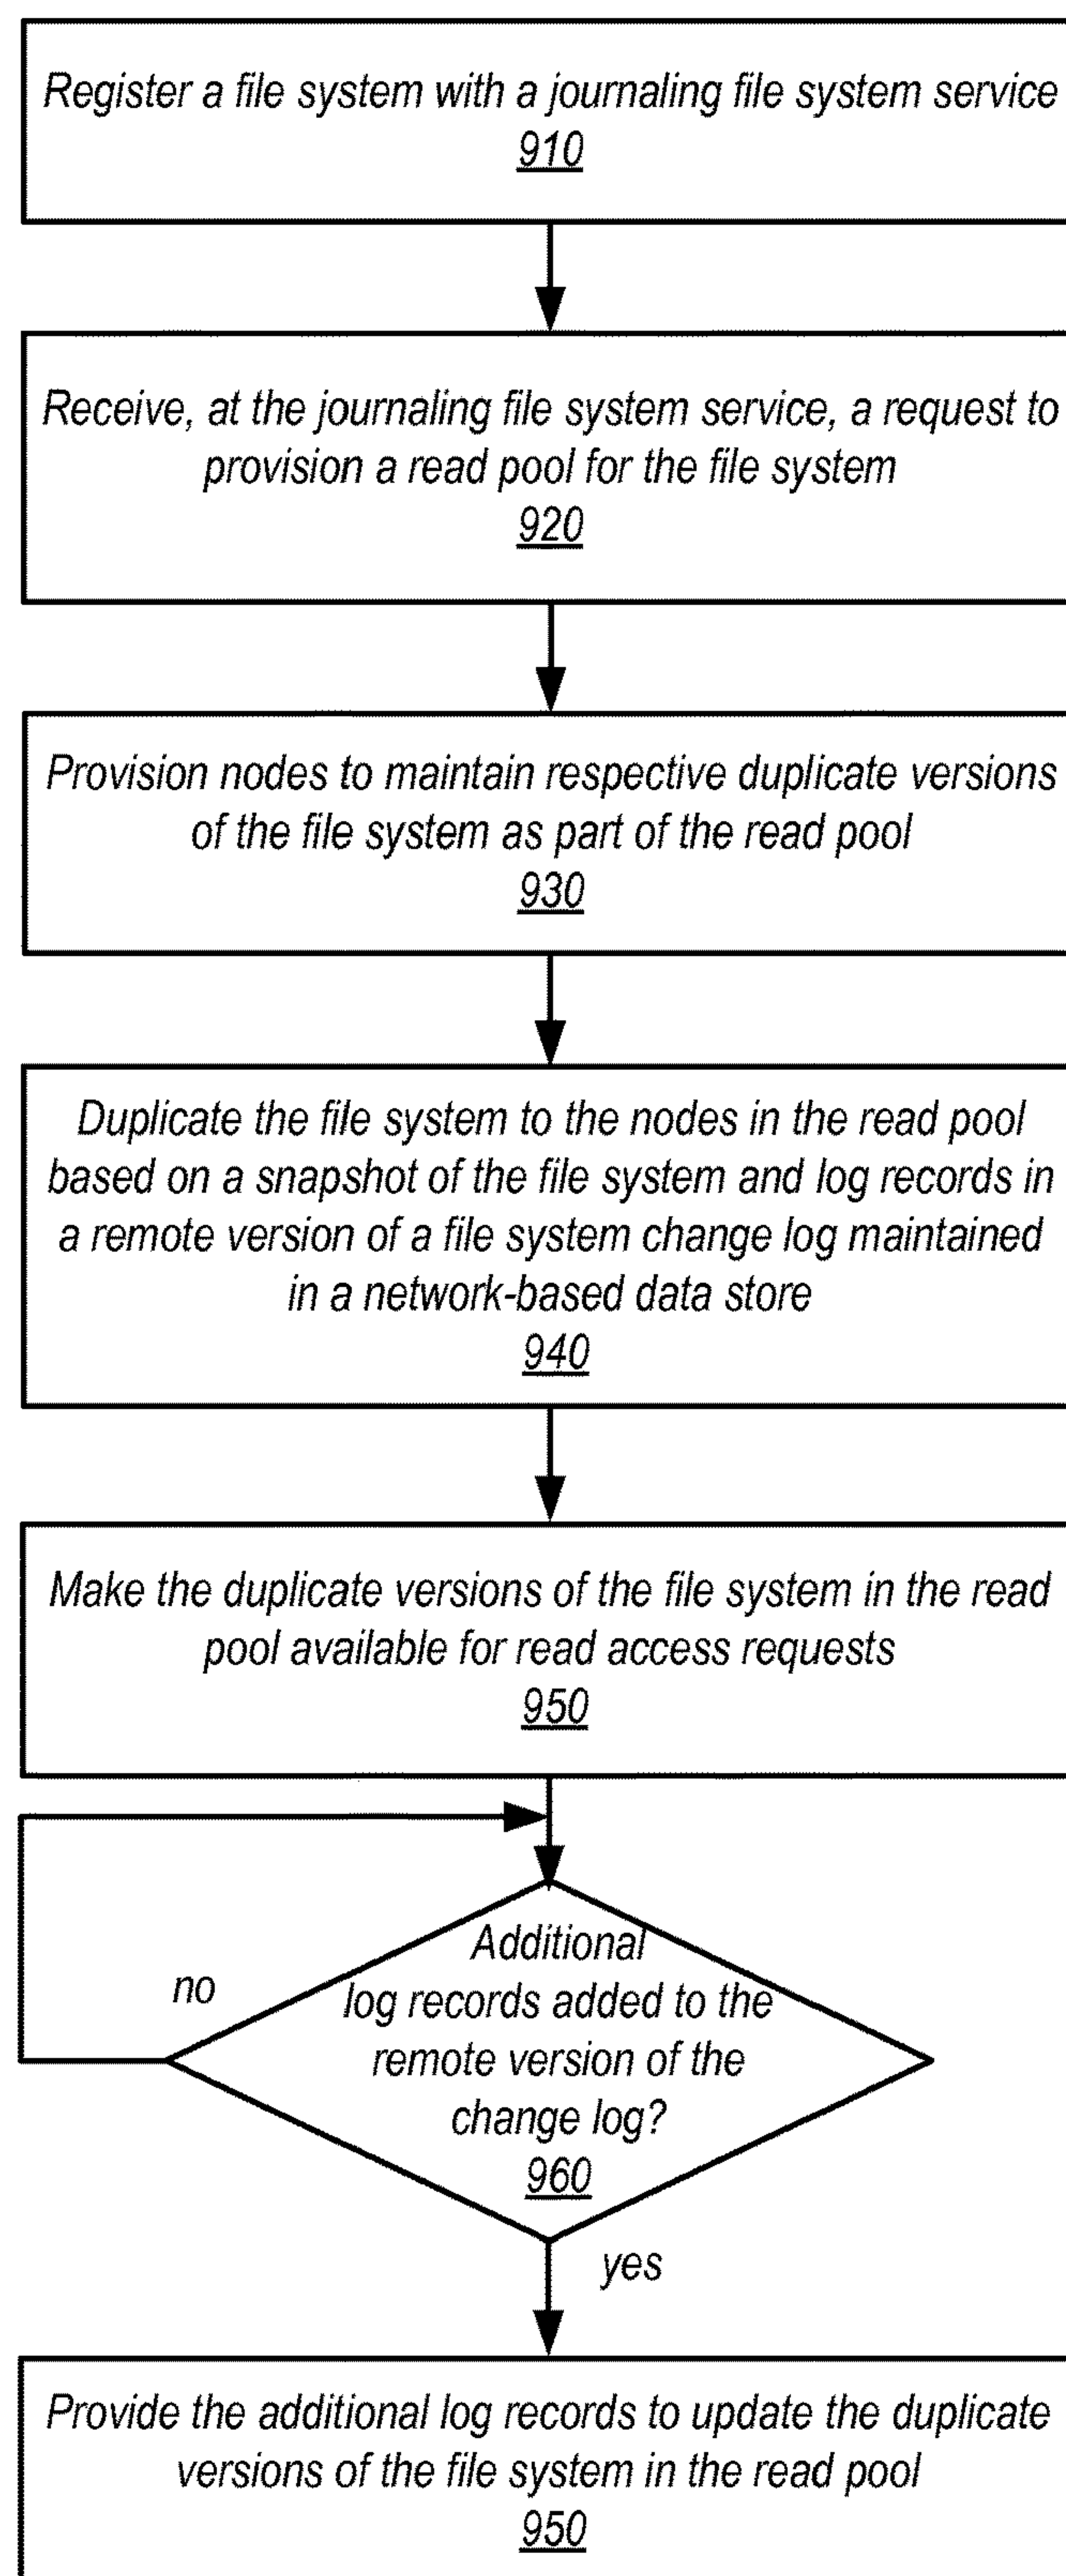 Register a file system with a journaling file system service
910
Receive, at the journaling file system service, a request to
provision a read pool for the file system
920
Provision nodes to maintain respective duplicate versions
of the file system as part of the read pool
930
Duplicate the file system to the nodes in the read pool
based on a snapshot of the file system and log records in
a remote version of a file system change log maintained
in a network-based data store
940
Make the duplicate versions of the file system in the read
pool available for read access requests
950
Additional
no
log records added to the
remote version of the
change log?
960
yes
Provide the additional log records to update the duplicate
versions of the file system in the read pool
950